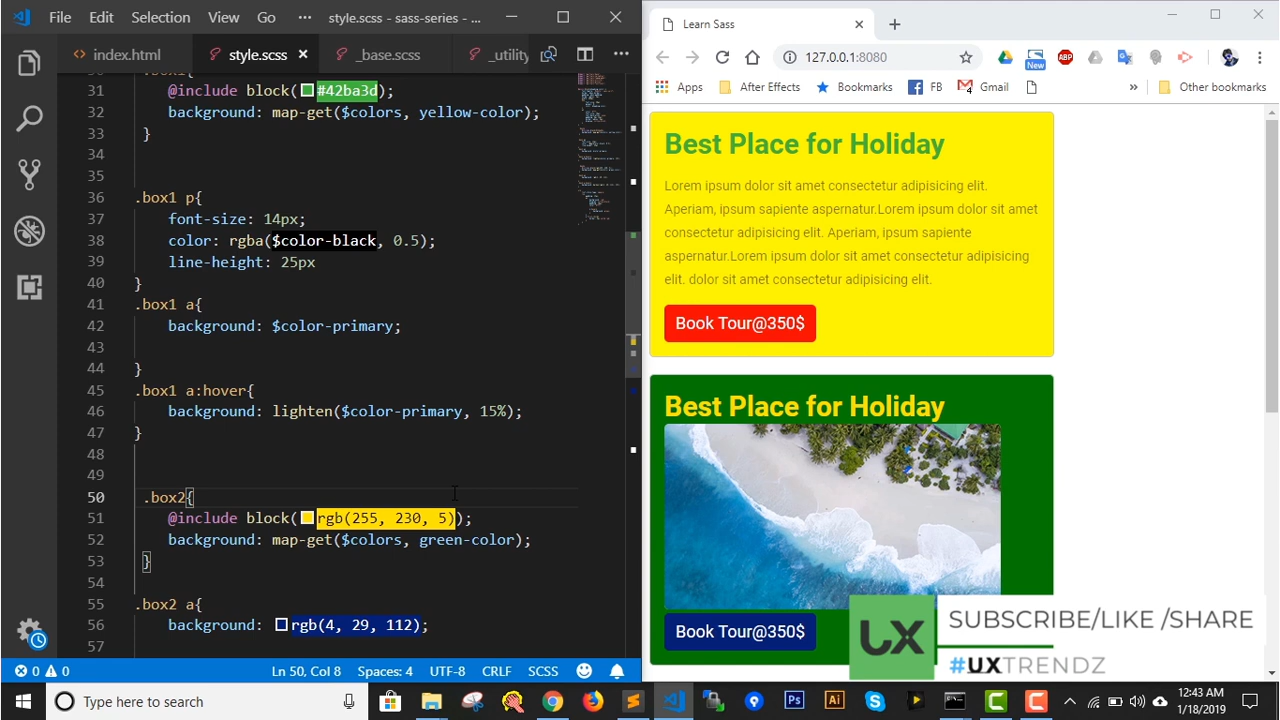 File Edit Selection View Go ··· style.scss - sass-series - ...
index.html style.scss _base.scss _utility
31 @include block(#42ba3d);
32 background: map-get($colors, yellow-color);
33 }
34
35
36 .box1 p{
37 font-size: 14px;
38 color: rgba($color-black, 0.5);
39 line-height: 25px
40 }
41 .box1 a{
42 background: $color-primary;
43
44 }
45 .box1 a:hover{
46 background: lighten($color-primary, 15%);
47 }
48
49
50 .box2{
51 @include block(rgb(255, 230, 5));
52 background: map-get($colors, green-color);
53 }
54
55 .box2 a{
56 background: rgb(4, 29, 112);
57
0 0 Ln 50, Col 8 Spaces: 4 UTF-8 CRLF SCSS
Learn Sass
127.0.0.1:8080
ABP
New
Apps After Effects Bookmarks FB Gmail » Other bookmarks
Best Place for Holiday
Lorem ipsum dolor sit amet consectetur adipisicing elit.
Aperiam, ipsum sapiente aspernatur.Lorem ipsum dolor sit amet
consectetur adipisicing elit. Aperiam, ipsum sapiente
aspernatur.Lorem ipsum dolor sit amet consectetur adipisicing
elit. dolor sit amet consectetur adipisicing elit.
Book Tour@350$
Best Place for Holiday
Book Tour@350$
UX
SUBSCRIBE/LIKE /SHARE
#UXTRENDZ
Type here to search
Ps Ai
12:43 AM
1/18/2019